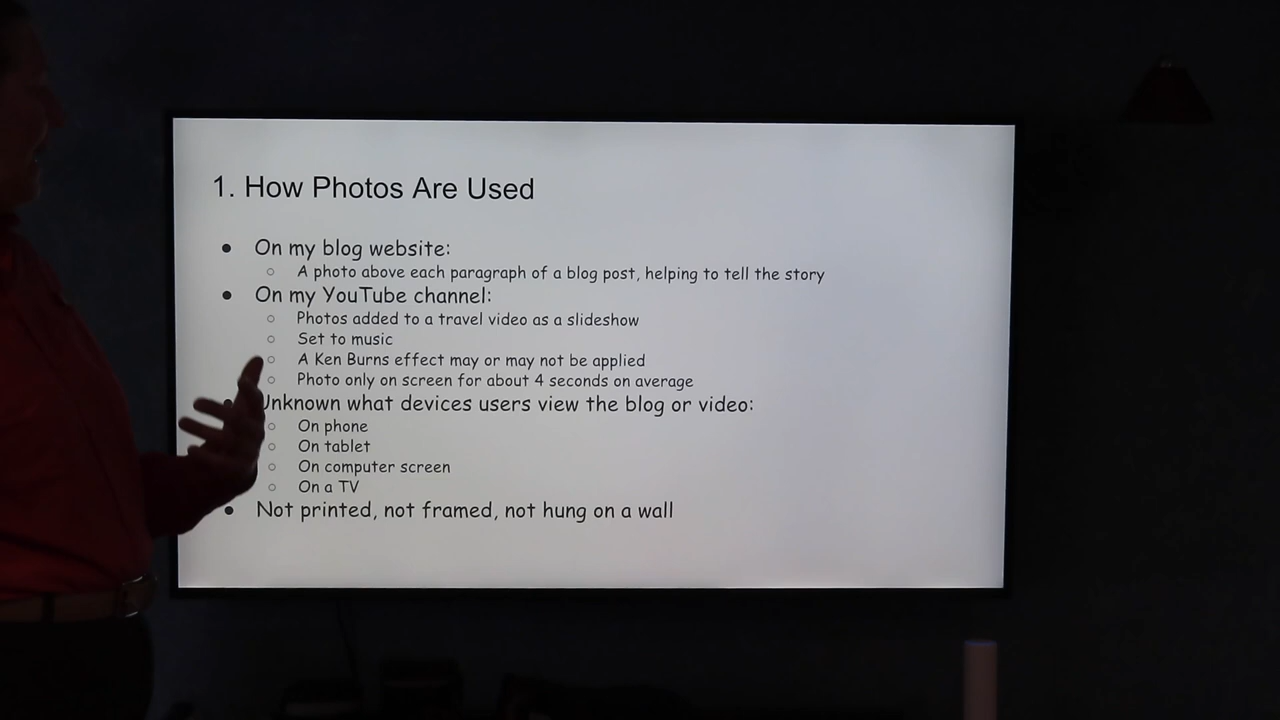 1. How Photos Are Used
● On my blog website:
○ A photo above each paragraph of a blog post, helping to tell the story
● On my YouTube channel:
○ Photos added to a travel video as a slideshow
○ Set to music
○ A Ken Burns effect may or may not be applied
○ Photo only on screen for about 4 seconds on average
● Unknown what devices users view the blog or video:
○ On phone
○ On tablet
○ On computer screen
○ On a TV
● Not printed, not framed, not hung on a wall